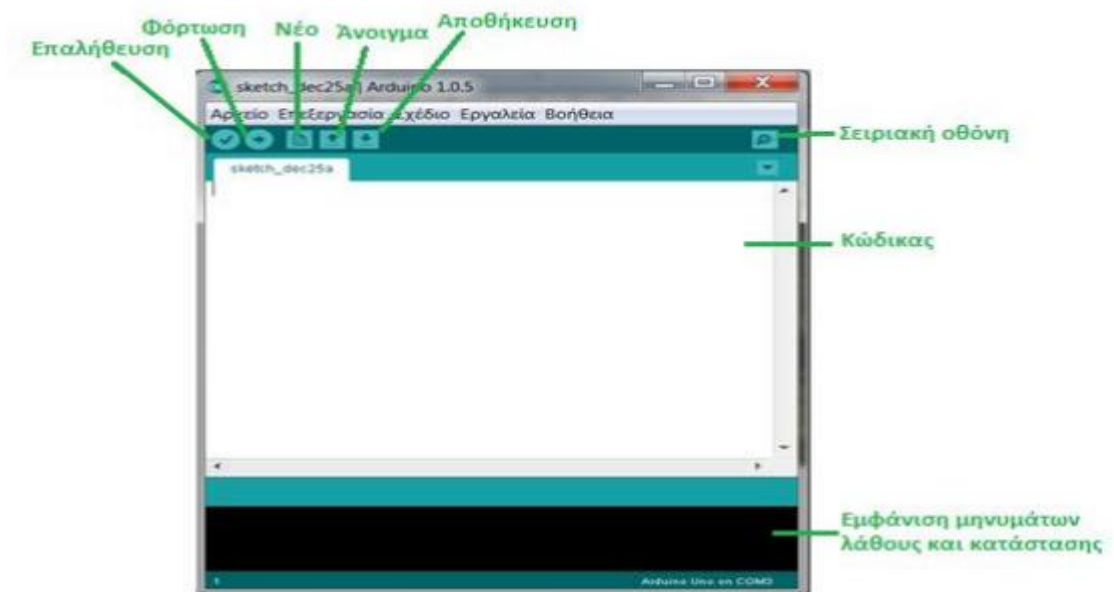 Επαλήθευση
Φόρτωση
Νέο
Άνοιγμα
Αποθήκευση
sketch_dec25a | Arduino 1.0.5
Αρχείο Επεξεργασία Σχέδιο Εργαλεία Βοήθεια
Σειριακή οθόνη
sketch_dec25a
Κώδικας
Εμφάνιση μηνυμάτων
λάθους και κατάστασης
1
Arduino Uno on COM3